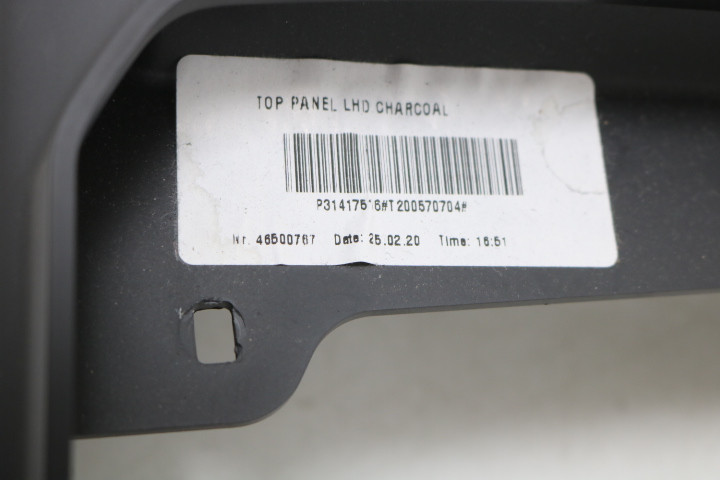 TOP PANEL LHD CHARCOAL
P31417516#T200570704#
Nr. 46500767 Date: 25.02.20 Time: 16:51